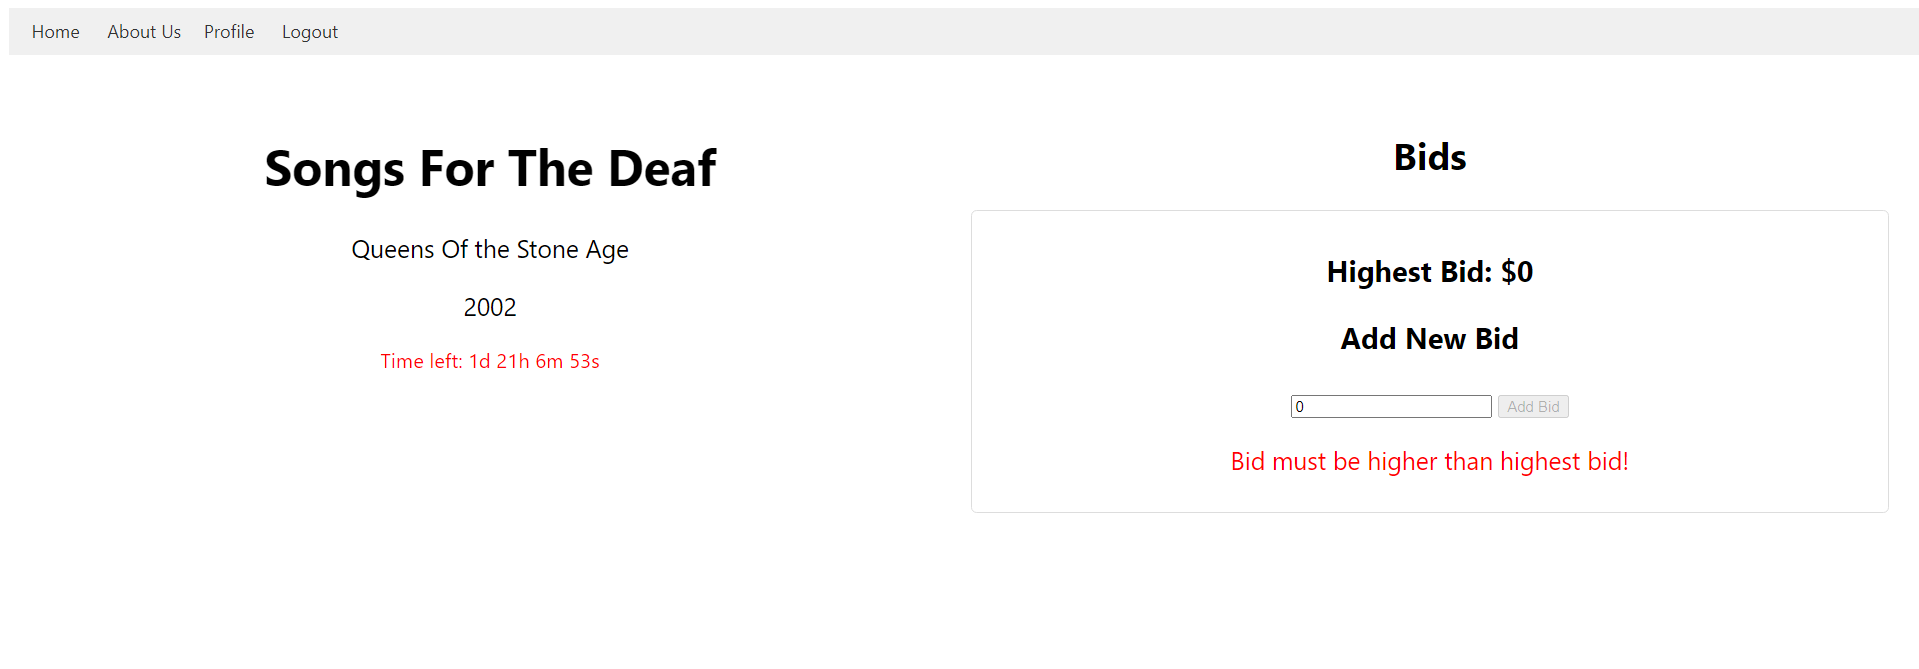 Home About Us Profile Logout
Songs For The Deaf
Queens Of the Stone Age
2002
Time left: 1d 21h 6m 53s
Bids
Highest Bid: $0
Add New Bid
0 Add Bid
Bid must be higher than highest bid!